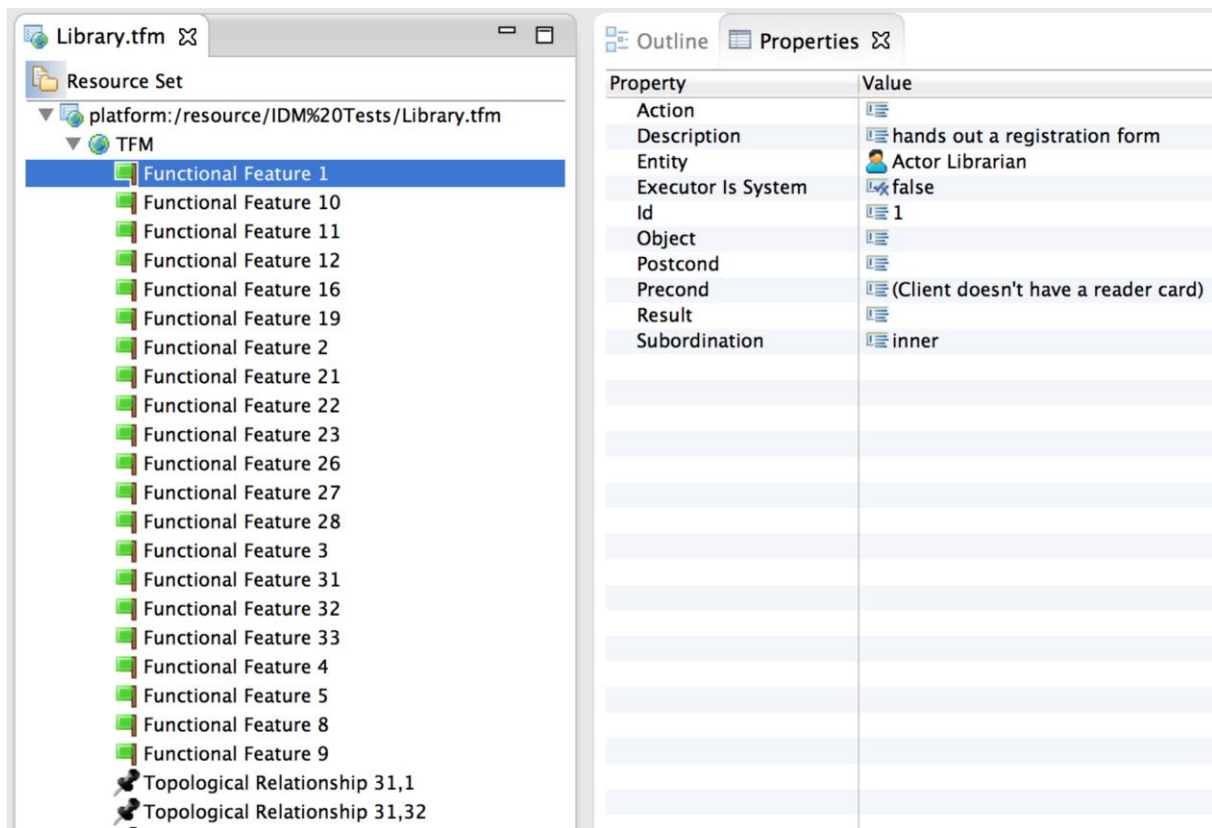 Library.tfm
Resource Set
platform:/resource/IDM%20Tests/Library.tfm
TFM
Functional Feature 1
Functional Feature 10
Functional Feature 11
Functional Feature 12
Functional Feature 16
Functional Feature 19
Functional Feature 2
Functional Feature 21
Functional Feature 22
Functional Feature 23
Functional Feature 26
Functional Feature 27
Functional Feature 28
Functional Feature 3
Functional Feature 31
Functional Feature 32
Functional Feature 33
Functional Feature 4
Functional Feature 5
Functional Feature 8
Functional Feature 9
Topological Relationship 31,1
Topological Relationship 31,32
Outline Properties
Property Value
Action
Description hands out a registration form
Entity Actor Librarian
Executor Is System false
Id 1
Object
Postcond
Precond (Client doesn't have a reader card)
Result
Subordination inner